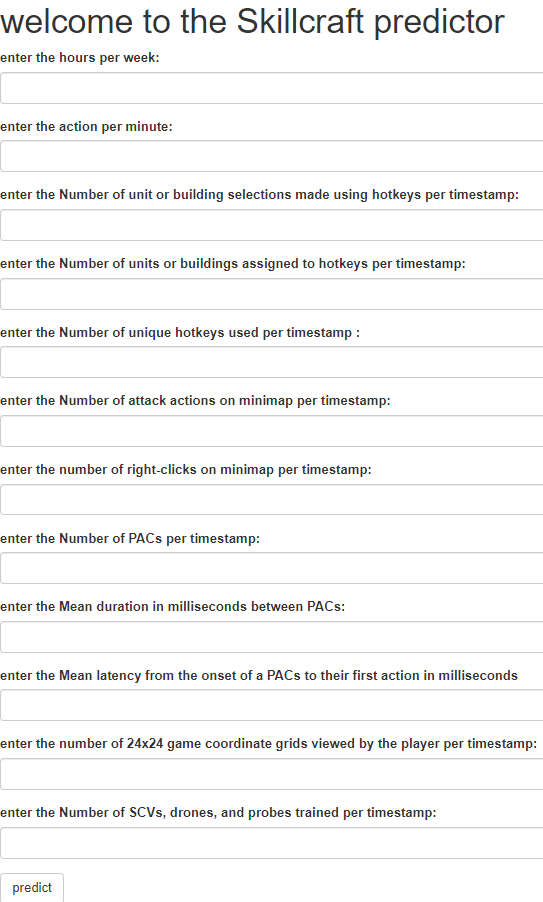 welcome to the Skillcraft predictor
enter the hours per week:
enter the action per minute:
enter the Number of unit or building selections made using hotkeys per timestamp:
enter the Number of units or buildings assigned to hotkeys per timestamp:
enter the Number of unique hotkeys used per timestamp :
enter the Number of attack actions on minimap per timestamp:
enter the number of right-clicks on minimap per timestamp:
enter the Number of PACs per timestamp:
enter the Mean duration in milliseconds between PACs:
enter the Mean latency from the onset of a PACs to their first action in milliseconds
enter the number of 24x24 game coordinate grids viewed by the player per timestamp:
enter the Number of SCVs, drones, and probes trained per timestamp:
predict